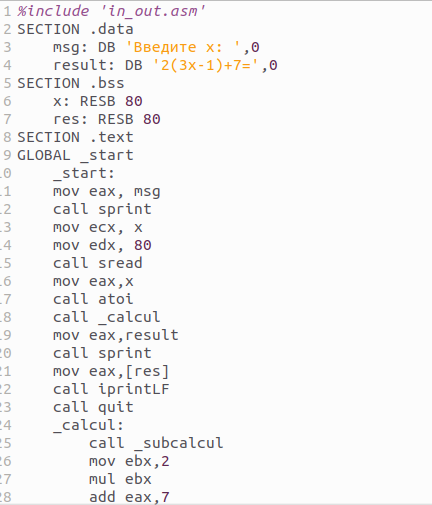 1 %include 'in_out.asm'
2 SECTION .data
3     msg: DB 'Введите x: ',0
4     result: DB '2(3x-1)+7=',0
5 SECTION .bss
6     x: RESB 80
7     res: RESB 80
8 SECTION .text
9 GLOBAL _start
10     _start:
11     mov eax, msg
12     call sprint
13     mov ecx, x
14     mov edx, 80
15     call sread
16     mov eax,x
17     call atoi
18     call _calcul
19     mov eax,result
20     call sprint
21     mov eax,[res]
22     call iprintLF
23     call quit
24     _calcul:
25         call _subcalcul
26         mov ebx,2
27         mul ebx
28         add eax,7